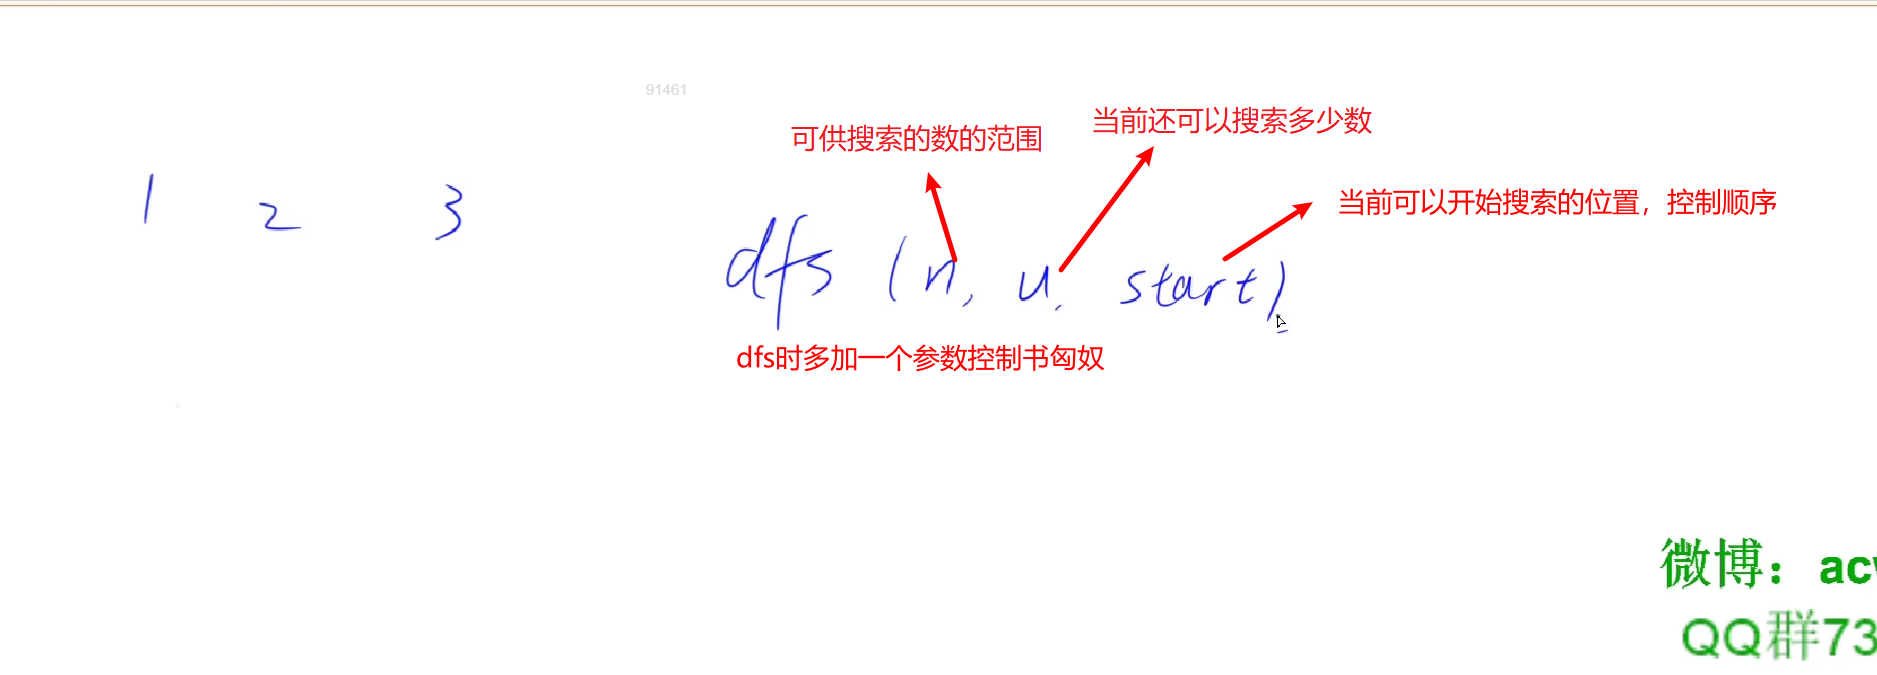 91461
当前还可以搜索多少数
可供搜索的数的范围
当前可以开始搜索的位置，控制顺序
1 2 3
dfs (n, u, start)
dfs时多加一个参数控制书匈奴
微博：
QQ群73